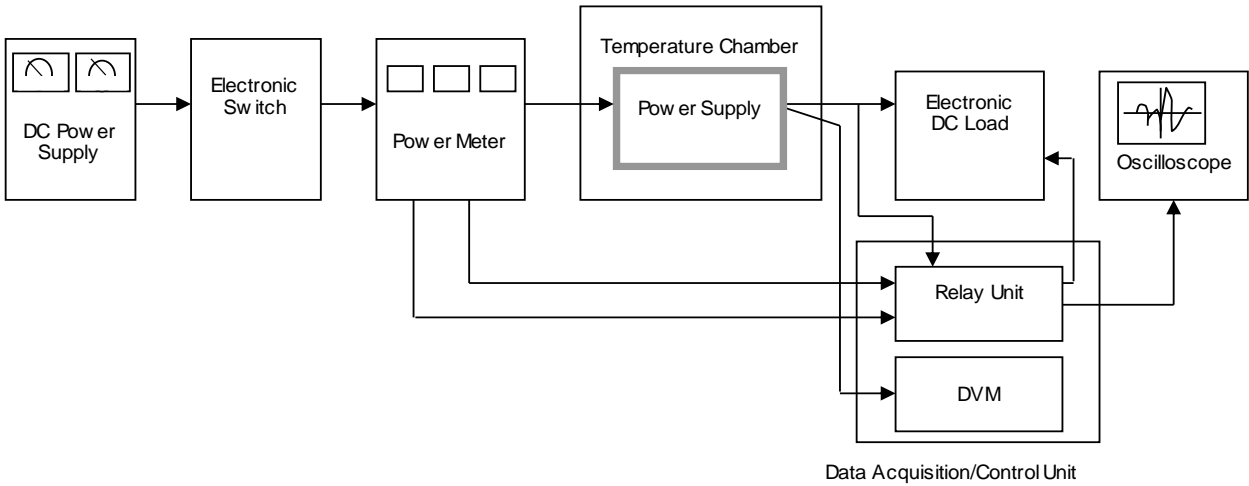 DC Power
Supply
Electronic
Switch
Power Meter
Temperature Chamber
Power Supply
Electronic
DC Load
Oscilloscope
Relay Unit
DVM
Data Acquisition/Control Unit